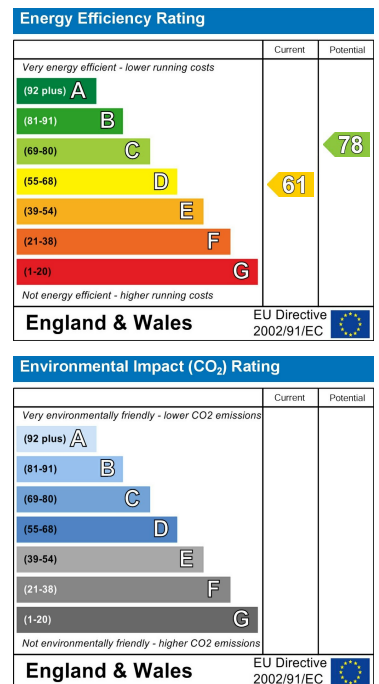 Energy Efficiency Rating
Current Potential
Very energy efficient - lower running costs
(92 plus) A
(81-91) B
(69-80) C
78
(55-68) D
61
(39-54) E
(21-38) F
(1-20) G
Not energy efficient - higher running costs
England & Wales
EU Directive
2002/91/EC
Environmental Impact (CO₂) Rating
Current Potential
Very environmentally friendly - lower CO2 emissions
(92 plus) A
(81-91) B
(69-80) C
(55-68) D
(39-54) E
(21-38) F
(1-20) G
Not environmentally friendly - higher CO2 emissions
England & Wales
EU Directive
2002/91/EC